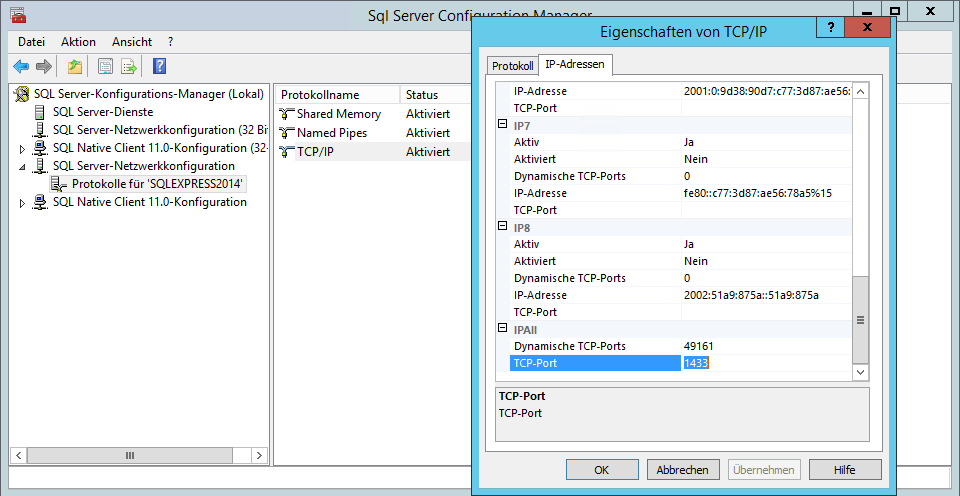 Sql Server Configuration Manager
Datei Aktion Ansicht ?
SQL Server-Konfigurations-Manager (Lokal)
SQL Server-Dienste
SQL Server-Netzwerkkonfiguration (32 Bi
SQL Native Client 11.0-Konfiguration (32-
SQL Server-Netzwerkkonfiguration
Protokolle für 'SQLEXPRESS2014'
SQL Native Client 11.0-Konfiguration
Protokollname Status
Shared Memory Aktiviert
Named Pipes Aktiviert
TCP/IP Aktiviert
Eigenschaften von TCP/IP
? x
Protokoll IP-Adressen
IP-Adresse 2001:0:9d38:90d7:c77:3d87:ae56:
TCP-Port
IP7
Aktiv Ja
Aktiviert Nein
Dynamische TCP-Ports 0
IP-Adresse fe80::c77:3d87:ae56:78a5%15
TCP-Port
IP8
Aktiv Ja
Aktiviert Nein
Dynamische TCP-Ports 0
IP-Adresse 2002:51a9:875a::51a9:875a
TCP-Port
IPAll
Dynamische TCP-Ports 49161
TCP-Port 1433
TCP-Port
TCP-Port
OK Abbrechen Übernehmen Hilfe